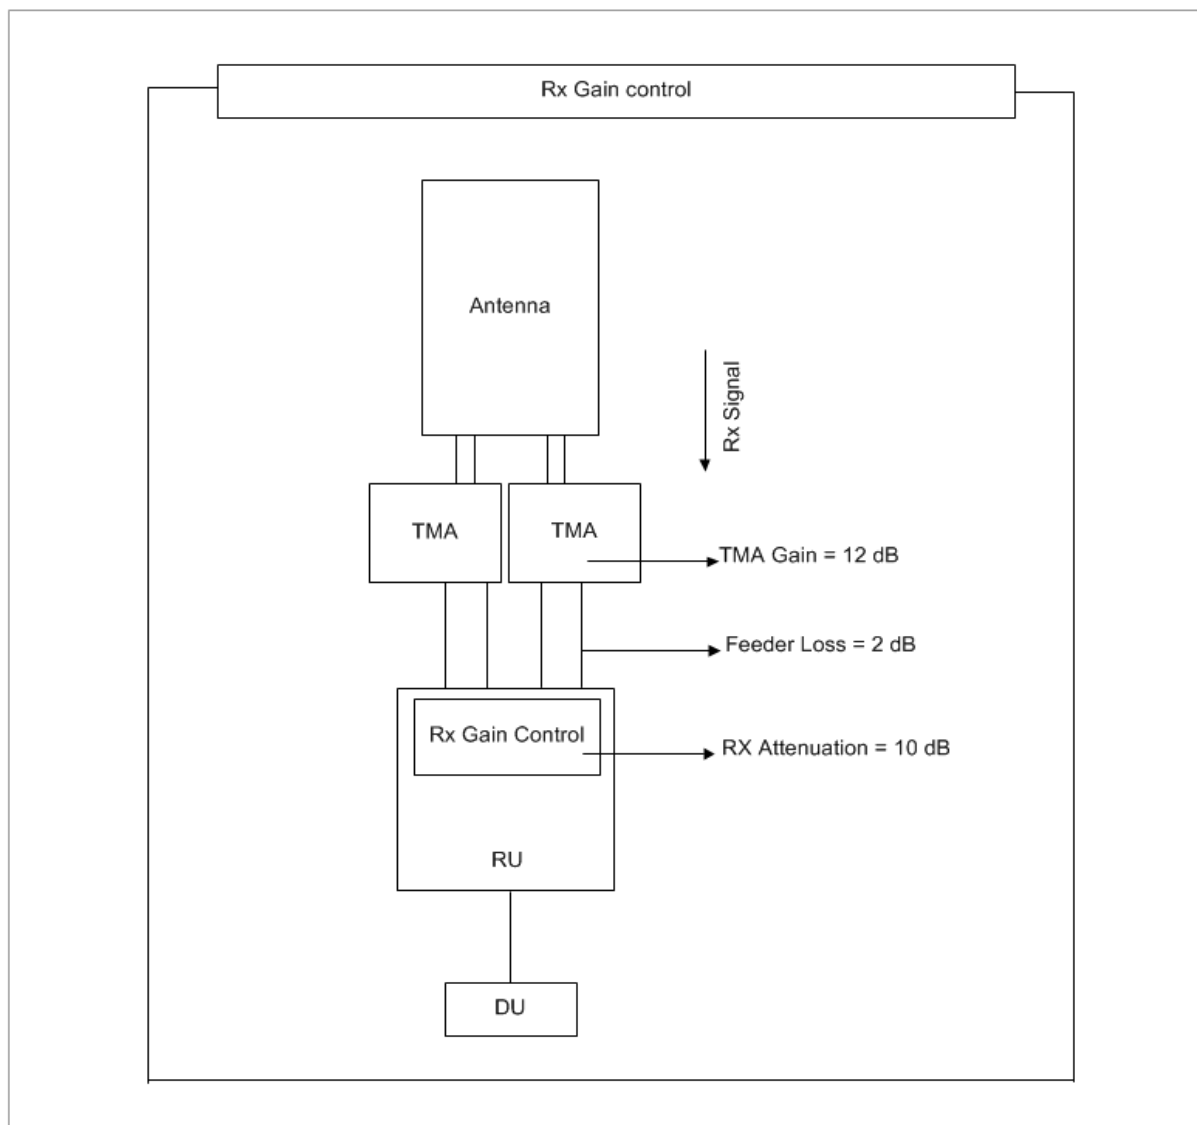 Rx Gain control
Antenna
Rx Signal
TMA
TMA
TMA Gain = 12 dB
Feeder Loss = 2 dB
Rx Gain Control
RX Attenuation = 10 dB
RU
DU